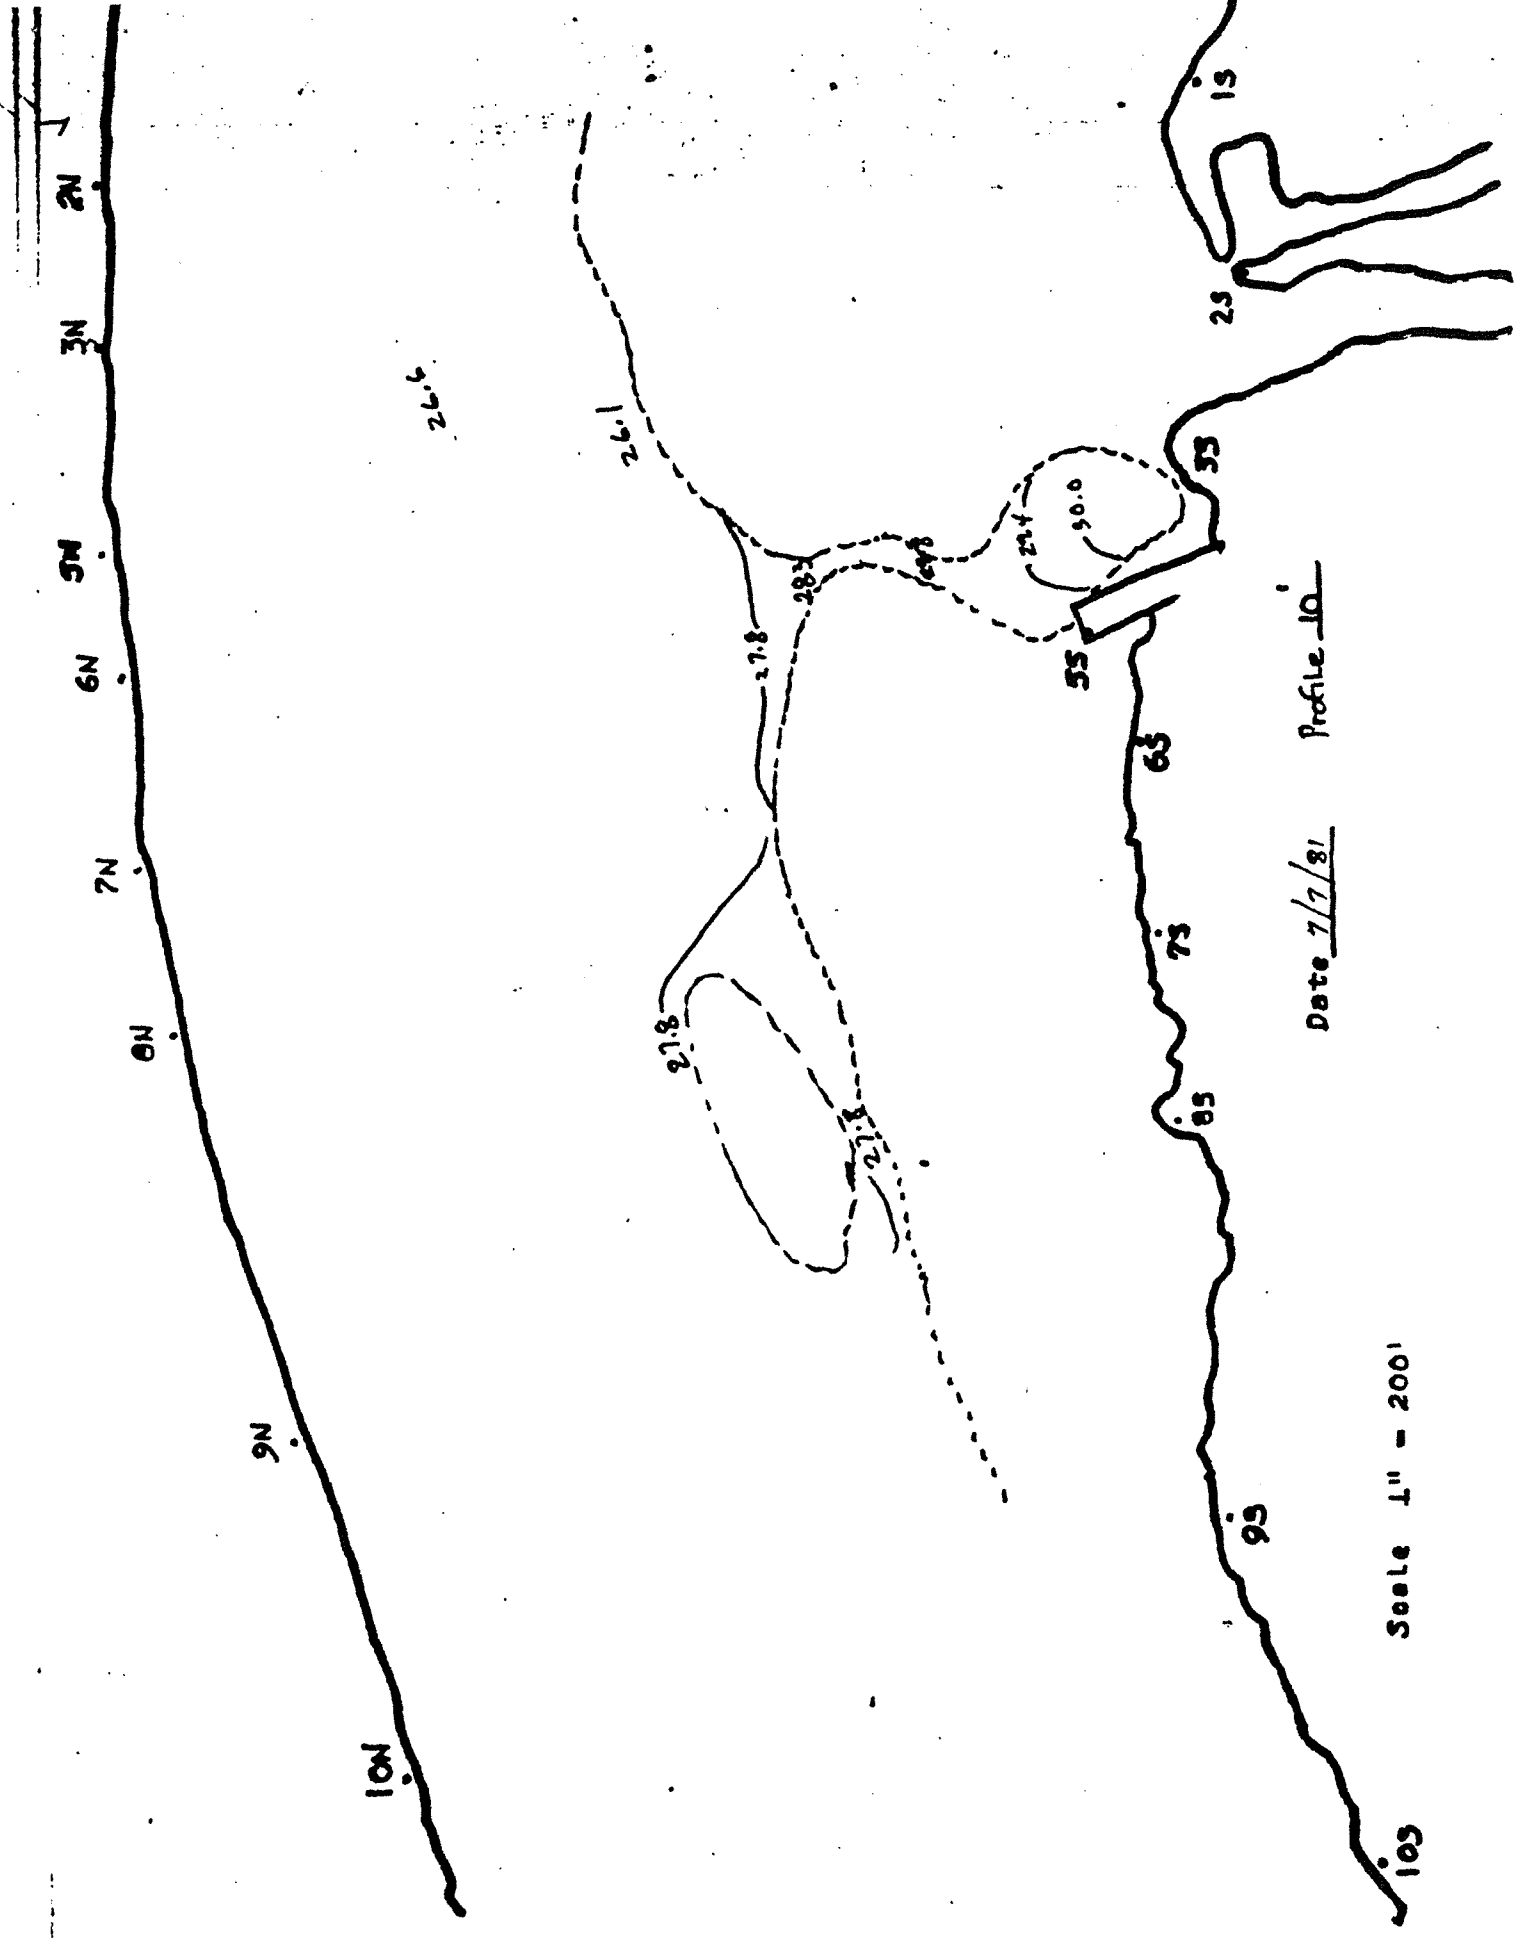 2N
3N
5N
6N
7N
8N
9N
10N
26.6
26.1
27.8
28.3
29.4
30.0
27.8
27.8
1S
2S
3S
5S
6S
7S
8S
9S
10S
Date 7/7/81 Profile 10'
Scale 1" = 200'